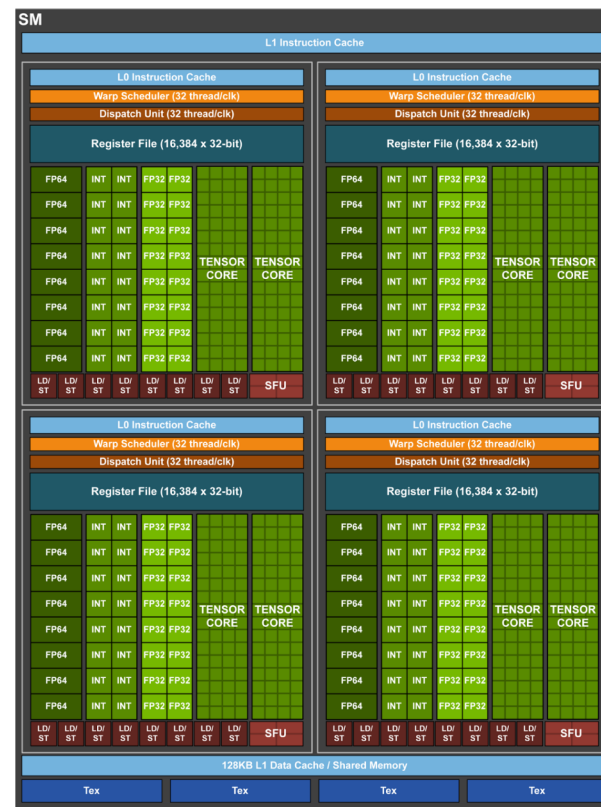 SM
L1 Instruction Cache
L0 Instruction Cache
Warp Scheduler (32 thread/clk)
Dispatch Unit (32 thread/clk)
Register File (16,384 x 32-bit)
FP64 INT INT FP32 FP32
FP64 INT INT FP32 FP32
FP64 INT INT FP32 FP32
FP64 INT INT FP32 FP32 TENSOR TENSOR
CORE CORE
FP64 INT INT FP32 FP32
FP64 INT INT FP32 FP32
FP64 INT INT FP32 FP32
FP64 INT INT FP32 FP32
LD/ LD/ LD/ LD/ LD/ LD/ LD/ LD/ SFU
ST ST ST ST ST ST ST ST
L0 Instruction Cache
Warp Scheduler (32 thread/clk)
Dispatch Unit (32 thread/clk)
Register File (16,384 x 32-bit)
FP64 INT INT FP32 FP32
FP64 INT INT FP32 FP32
FP64 INT INT FP32 FP32
FP64 INT INT FP32 FP32 TENSOR TENSOR
CORE CORE
FP64 INT INT FP32 FP32
FP64 INT INT FP32 FP32
FP64 INT INT FP32 FP32
FP64 INT INT FP32 FP32
LD/ LD/ LD/ LD/ LD/ LD/ LD/ LD/ SFU
ST ST ST ST ST ST ST ST
L0 Instruction Cache
Warp Scheduler (32 thread/clk)
Dispatch Unit (32 thread/clk)
Register File (16,384 x 32-bit)
FP64 INT INT FP32 FP32
FP64 INT INT FP32 FP32
FP64 INT INT FP32 FP32
FP64 INT INT FP32 FP32 TENSOR TENSOR
CORE CORE
FP64 INT INT FP32 FP32
FP64 INT INT FP32 FP32
FP64 INT INT FP32 FP32
FP64 INT INT FP32 FP32
LD/ LD/ LD/ LD/ LD/ LD/ LD/ LD/ SFU
ST ST ST ST ST ST ST ST
L0 Instruction Cache
Warp Scheduler (32 thread/clk)
Dispatch Unit (32 thread/clk)
Register File (16,384 x 32-bit)
FP64 INT INT FP32 FP32
FP64 INT INT FP32 FP32
FP64 INT INT FP32 FP32
FP64 INT INT FP32 FP32 TENSOR TENSOR
CORE CORE
FP64 INT INT FP32 FP32
FP64 INT INT FP32 FP32
FP64 INT INT FP32 FP32
FP64 INT INT FP32 FP32
LD/ LD/ LD/ LD/ LD/ LD/ LD/ LD/ SFU
ST ST ST ST ST ST ST ST
128KB L1 Data Cache / Shared Memory
Tex Tex Tex Tex